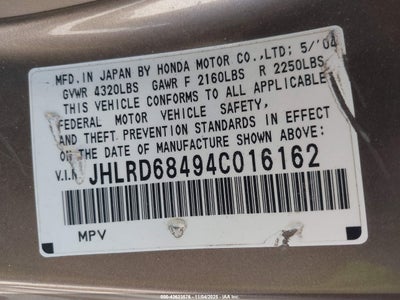 MFD.IN JAPAN BY HONDA MOTOR CO.,LTD; 5/'04
GVWR 4320LBS GAWR F 2160LBS R 2250LBS
THIS VEHICLE CONFORMS TO ALL APPLICABLE
FEDERAL MOTOR VEHICLE SAFETY,
AND THEFT PREVENTION STANDARDS IN EFFECT
ON THE DATE OF MANUFACTURE SHOWN ABOVE.
V.I.N JHLRD68494C016162
MPV